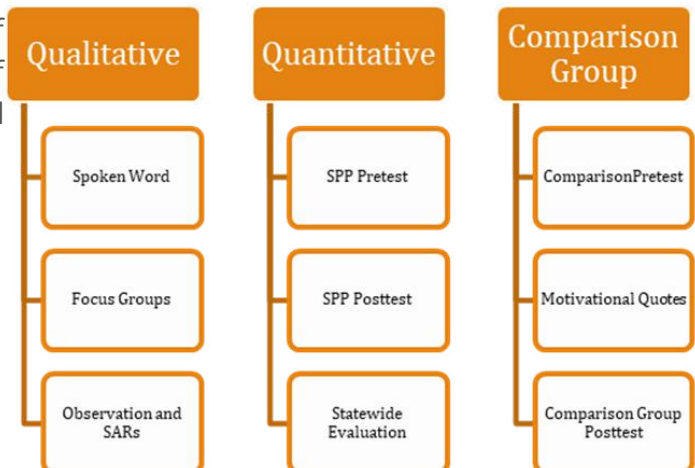 Qualitative
Spoken Word
Focus Groups
Observation and
SARs
Quantitative
SPP Pretest
SPP Posttest
Statewide
Evaluation
Comparison
Group
ComparisonPretest
Motivational Quotes
Comparison Group
Posttest